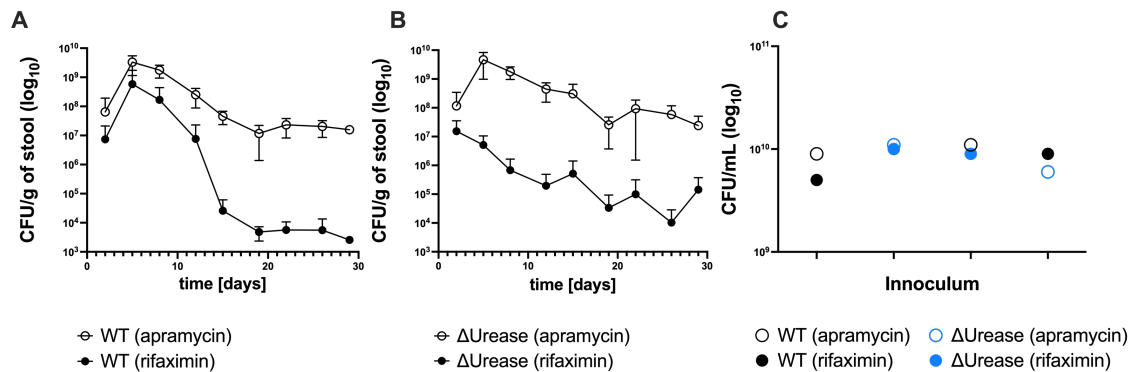 A
CFU/g of stool (log10)
10^10
10^9
10^8
10^7
10^6
10^5
10^4
10^3
0
10
20
30
time [days]
WT (apramycin)
WT (rifaximin)
B
CFU/g of stool (log10)
10^10
10^9
10^8
10^7
10^6
10^5
10^4
10^3
0
10
20
30
time [days]
ΔUrease (apramycin)
ΔUrease (rifaximin)
C
CFU/mL (log10)
10^11
10^10
10^9
Innoculum
WT (apramycin) ΔUrease (apramycin)
WT (rifaximin) ΔUrease (rifaximin)